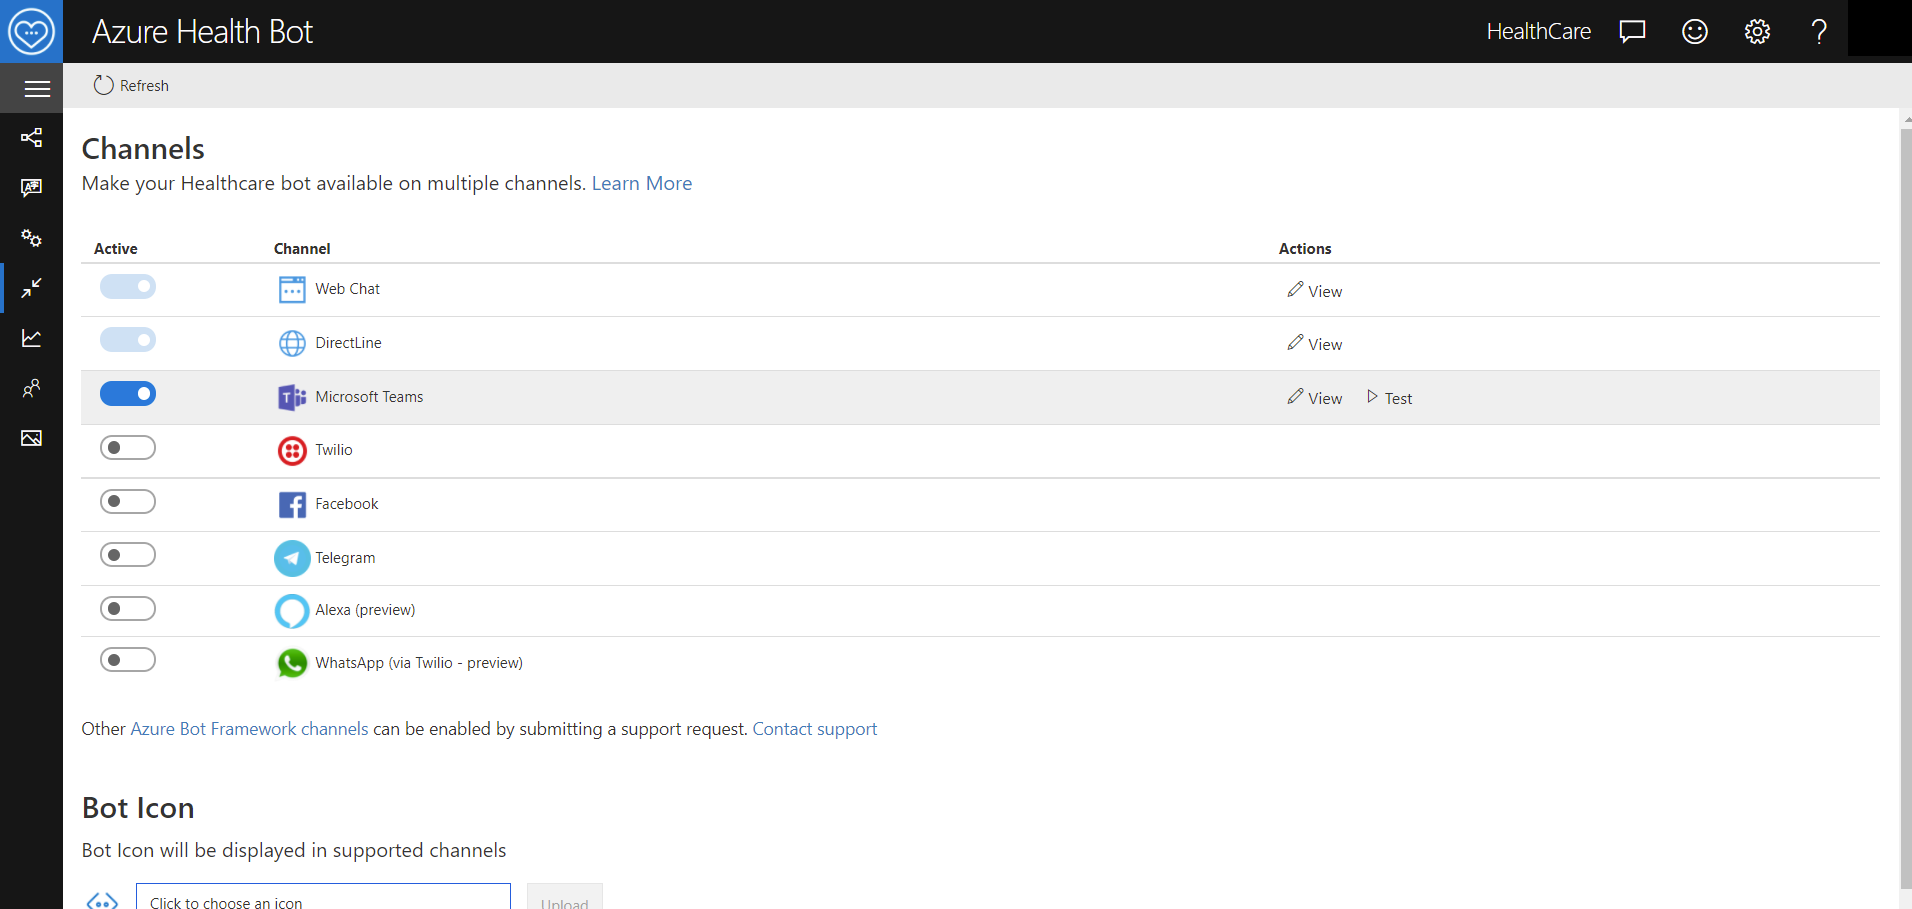 Azure Health Bot
HealthCare
Refresh
Channels
Make your Healthcare bot available on multiple channels. Learn More
Active Channel Actions
Web Chat View
DirectLine View
Microsoft Teams View Test
Twilio
Facebook
Telegram
Alexa (preview)
WhatsApp (via Twilio - preview)
Other Azure Bot Framework channels can be enabled by submitting a support request. Contact support
Bot Icon
Bot Icon will be displayed in supported channels
Click to choose an icon Upload